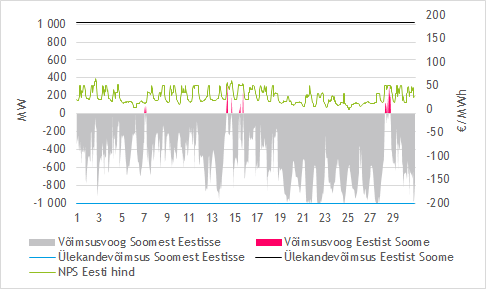 1 000
800
600
400
200
0
-200
-400
-600
-800
-1 000
MW
200
150
100
50
0
-50
-100
-150
-200
€/MWh
1 3 5 7 9 11 13 15 17 19 21 23 25 27 29
Võimsusvoog Soomest Eestisse
Võimsusvoog Eestist Soome
Ülekandevõimsus Soomest Eestisse
Ülekandevõimsus Eestist Soome
NPS Eesti hind